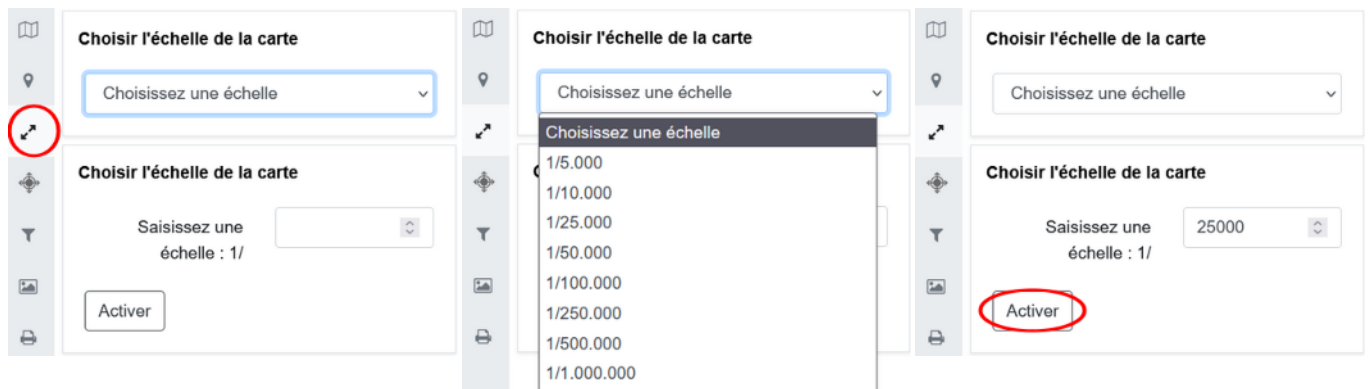 Choisir l'échelle de la carte
Choisissez une échelle
Choisir l'échelle de la carte
Saisissez une
échelle : 1/
Activer
Choisir l'échelle de la carte
Choisissez une échelle
Choisissez une échelle
1/5.000
1/10.000
1/25.000
1/50.000
1/100.000
1/250.000
1/500.000
1/1.000.000
Choisir l'échelle de la carte
Choisissez une échelle
Choisir l'échelle de la carte
Saisissez une 25000
échelle : 1/
Activer